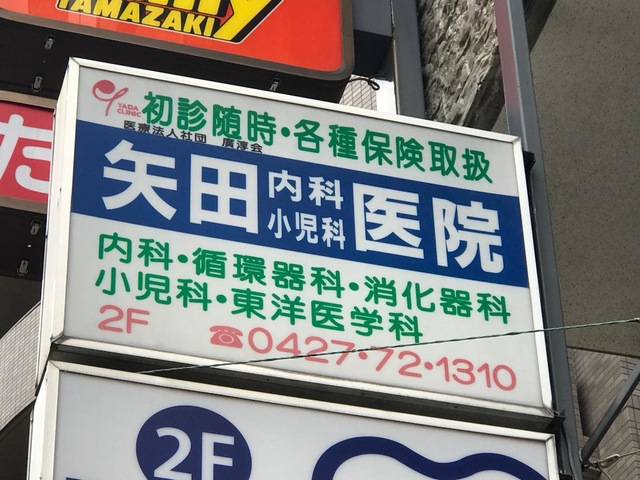 YAMAZAKI
た
YADA
CLINIC
初診随時・各種保険取扱
医療法人社団 廣淳会
矢田内科小児科医院
内科・循環器科・消化器科
小児科・東洋医学科
2F ☎0427・72・1310
2F